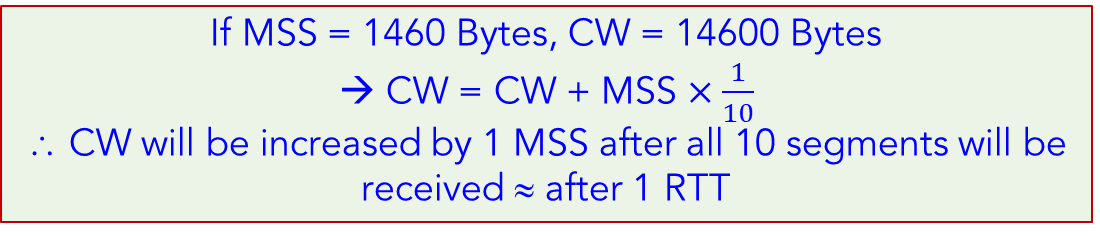 If MSS = 1460 Bytes, CW = 14600 Bytes
→ CW = CW + MSS × 1/10
∴ CW will be increased by 1 MSS after all 10 segments will be
received ≈ after 1 RTT